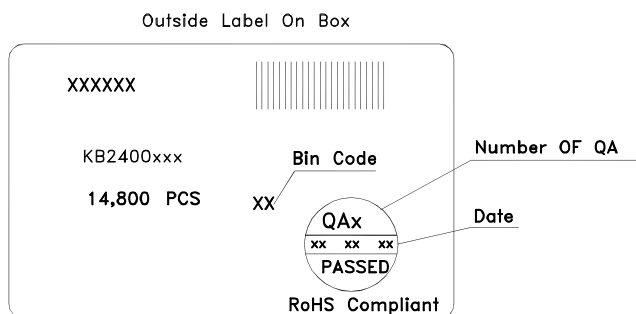 Outside Label On Box
XXXXXX
KB2400xxx
Bin Code
Number OF QA
14,800 PCS
XX
QAx
Date
xx xx xx
PASSED
RoHS Compliant